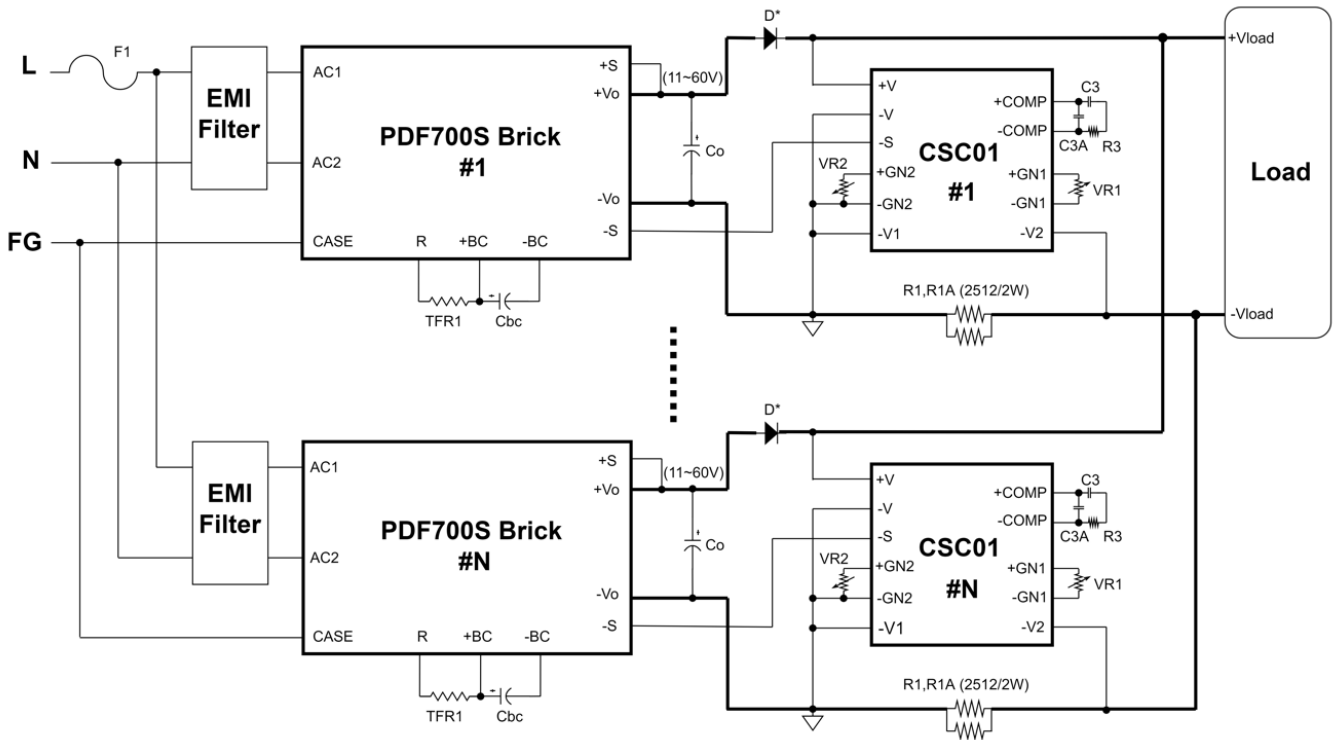 L
F1
N
FG
EMI
Filter
AC1
AC2
CASE
PDF700S Brick
#1
R
+BC
-BC
TFR1
Cbc
+S
+Vo
-Vo
-S
(11~60V)
Co
D*
+V
-V
-S
+GN2
-GN2
-V1
VR2
CSC01
#1
+COMP
-COMP
+GN1
-GN1
-V2
C3
C3A
R3
VR1
R1,R1A (2512/2W)
+Vload
Load
-Vload
EMI
Filter
AC1
AC2
CASE
PDF700S Brick
#N
R
+BC
-BC
TFR1
Cbc
+S
+Vo
-Vo
-S
(11~60V)
Co
D*
+V
-V
-S
+GN2
-GN2
-V1
VR2
CSC01
#N
+COMP
-COMP
+GN1
-GN1
-V2
C3
C3A
R3
VR1
R1,R1A (2512/2W)